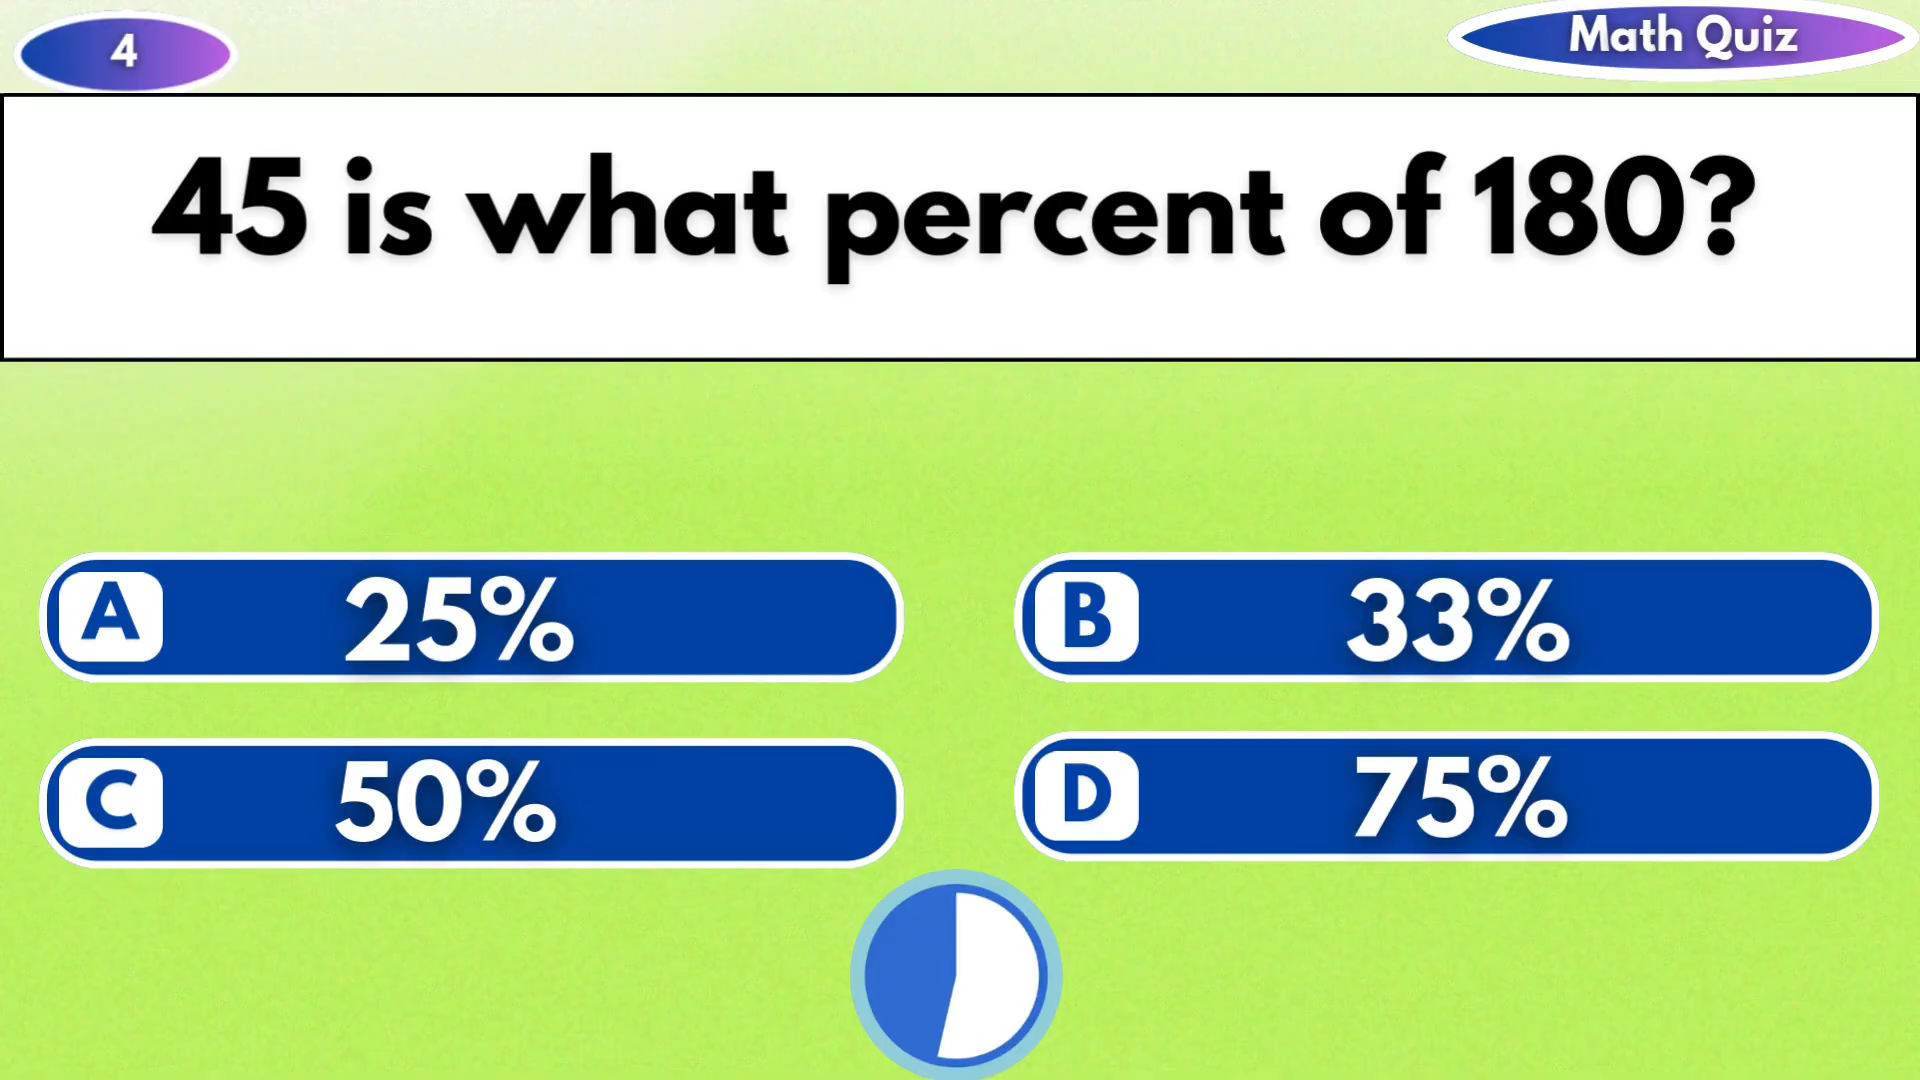 4
Math Quiz
45 is what percent of 180?
A 25%
B 33%
C 50%
D 75%